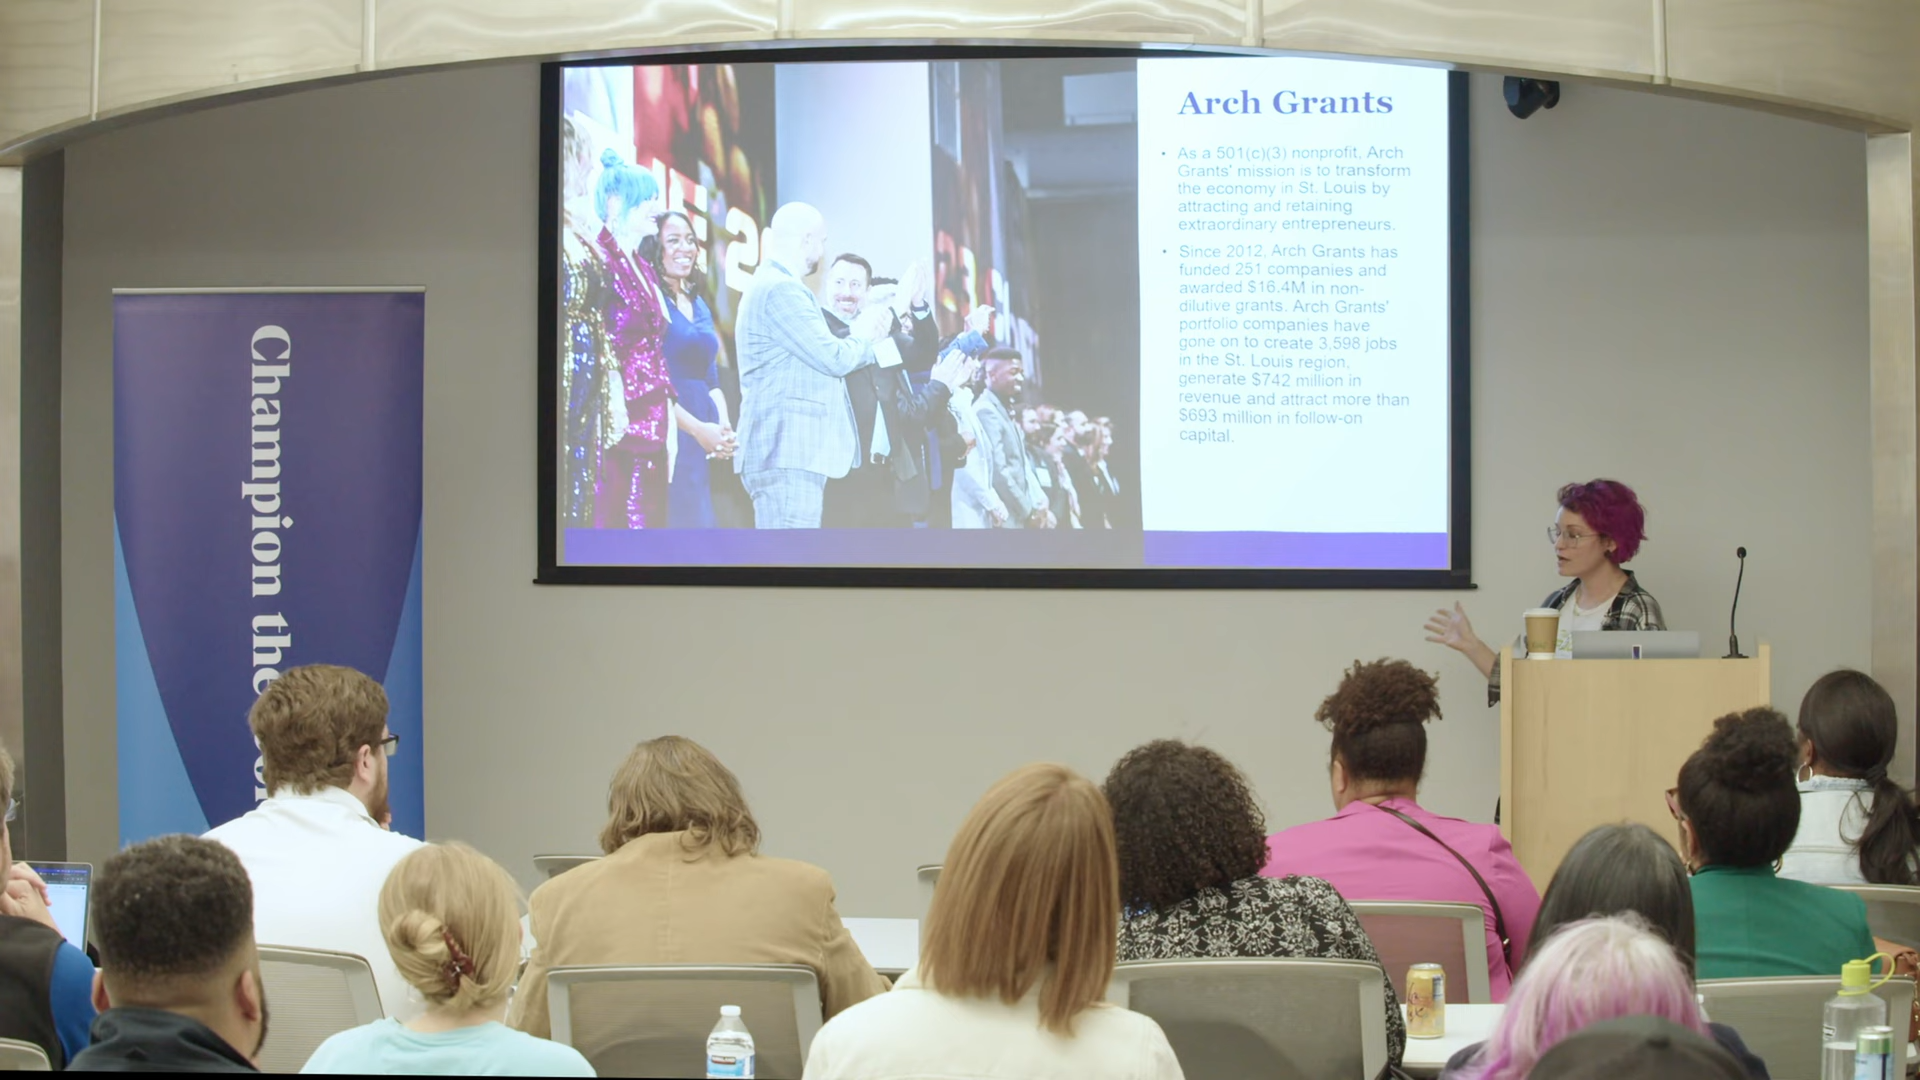 Arch Grants
• As a 501(c)(3) nonprofit, Arch
Grants' mission is to transform
the economy in St. Louis by
attracting and retaining
extraordinary entrepreneurs.
• Since 2012, Arch Grants has
funded 251 companies and
awarded $16.4M in non-
dilutive grants. Arch Grants'
portfolio companies have
gone on to create 3,598 jobs
in the St. Louis region,
generate $742 million in
revenue and attract more than
$693 million in follow-on
capital.
Champion the
KIRKLAND